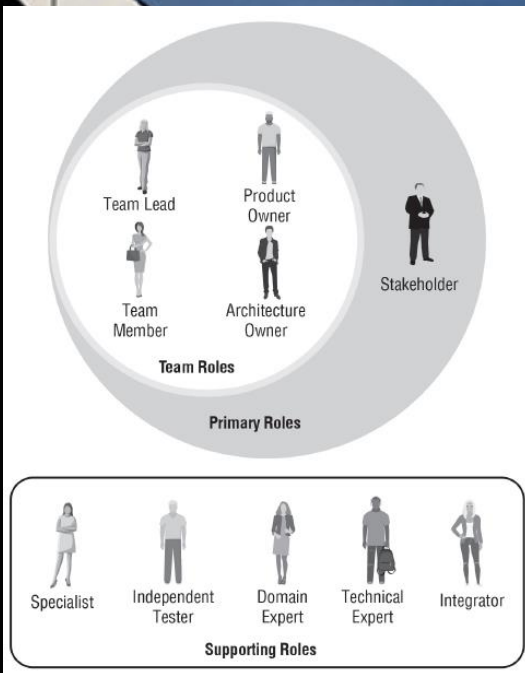 Team Lead
Product
Owner
Team
Member
Architecture
Owner
Team Roles
Stakeholder
Primary Roles
Specialist
Independent
Tester
Domain
Expert
Technical
Expert
Integrator
Supporting Roles